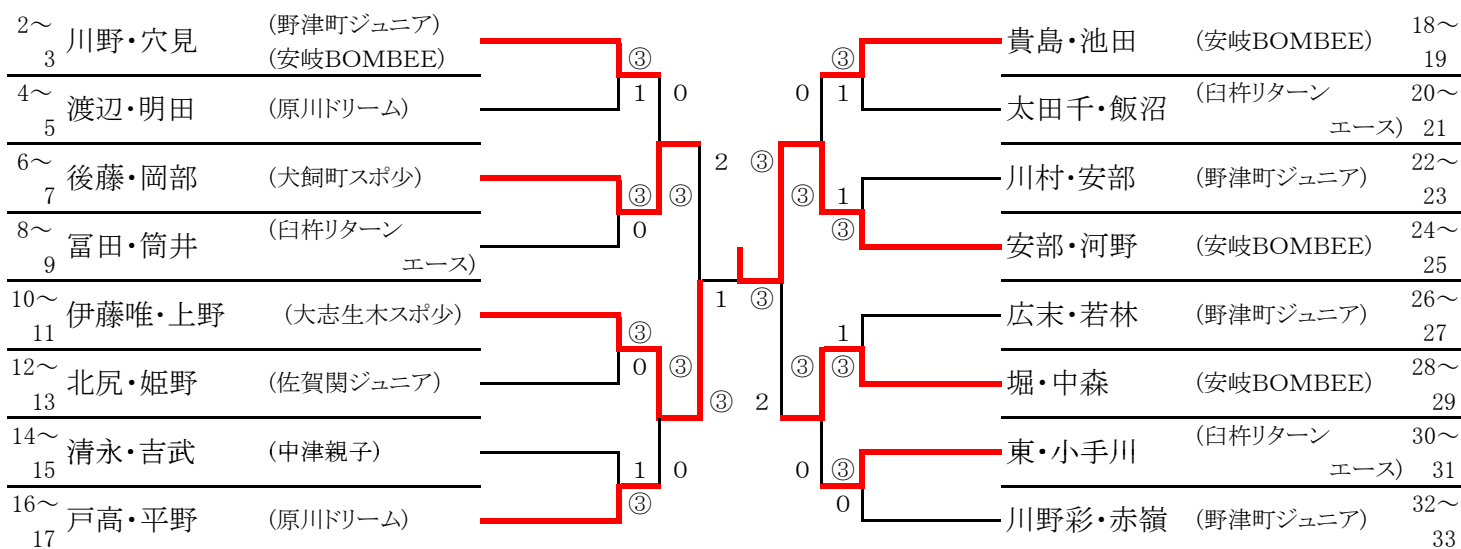 2～
川野・穴見
(野津町ジュニア)
3
(安岐BOMBEE)
③
4～
渡辺・明田
(原川ドリーム)
1
0
5
6～
後藤・岡部
(犬飼町スポ少)
2
7
③
③
8～
冨田・筒井
(臼杵リターン
0
9
エース)
10～
伊藤唯・上野
(大志生木スポ少)
1
11
③
12～
北尻・姫野
(佐賀関ジュニア)
0
③
13
③
14～
清永・吉武
(中津親子)
15
1
0
16～
戸高・平野
(原川ドリーム)
③
17
貴島・池田
(安岐BOMBEE)
18～
③
19
0
1
太田千・飯沼
(臼杵リターン
20～
エース)
21
③
川村・安部
(野津町ジュニア)
22～
③
1
23
③
安部・河野
(安岐BOMBEE)
24～
25
③
広末・若林
(野津町ジュニア)
26～
1
27
③
③
堀・中森
(安岐BOMBEE)
28～
2
29
東・小手川
(臼杵リターン
30～
0
③
エース)
31
0
川野彩・赤嶺
(野津町ジュニア)
32～
33